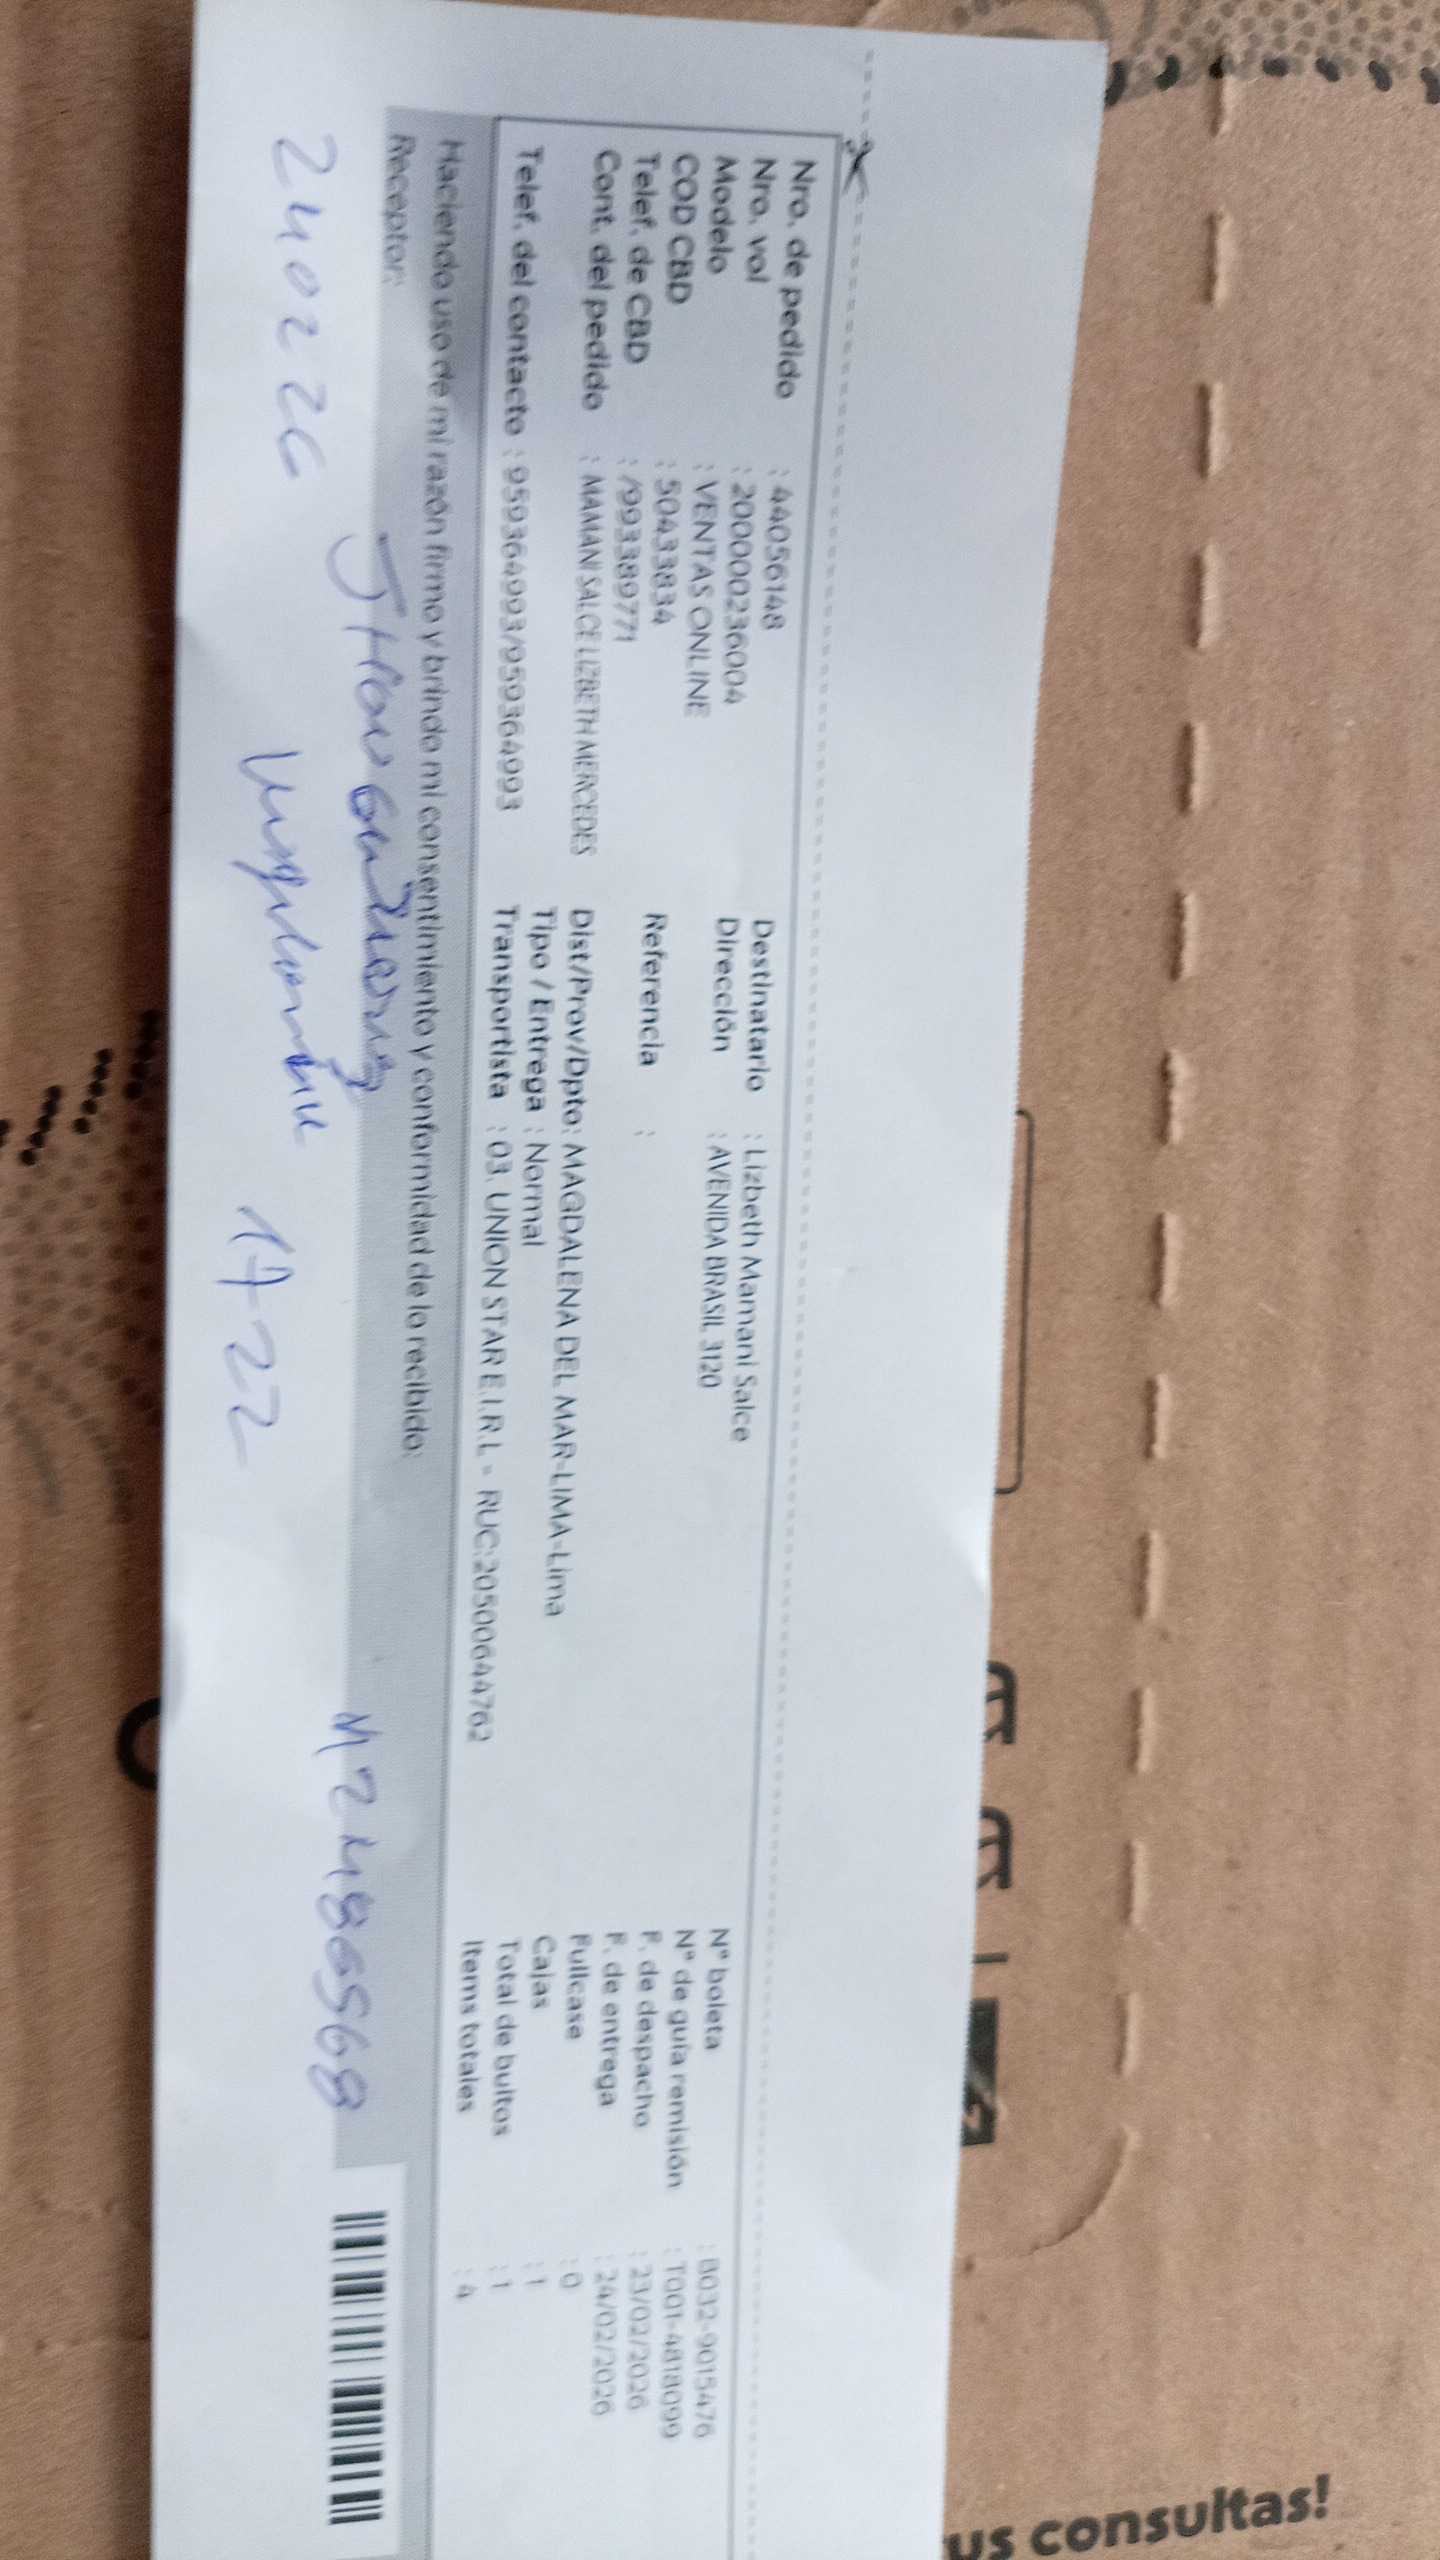 Nro. de pedido : 44056148
Nro. vol : 2000000236004
Modelo : VENTAS ONLINE
COD CBD : 50433834
Telef. de CBD : /993389771
Cont. del pedido : MAMANI SALCE LIZBETH MERCEDES
Telef. del contacto : 959364993/959364993
Destinatario : Lizbeth Mamani Salce
Dirección : AVENIDA BRASIL 3120
Referencia :
Dist/Prov/Dpto: MAGDALENA DEL MAR-LIMA-Lima
Tipo / Entrega : Normal
Transportista : 03. UNION STAR E.I.R.L - RUC:20500644762
N° boleta : B032-9015476
N° de guía remisión : T001-4818099
F. de despacho : 23/02/2026
F. de entrega : 24/02/2026
Fullcase : 0
Cajas : 1
Total de bultos : 1
Items totales : 4
Haciendo uso de mi razón firmo y brindo mi consentimiento y conformidad de lo recibido:
Receptor:
240226
17-22
us consultas!